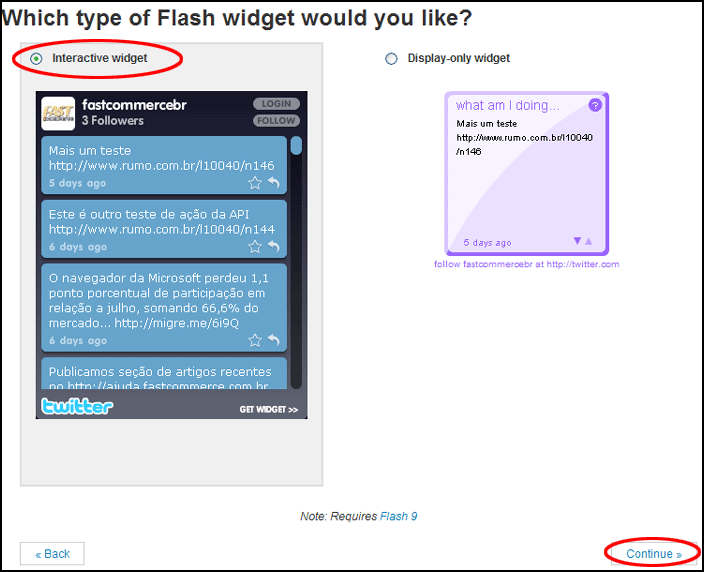 Which type of Flash widget would you like?
Interactive widget
Display-only widget
FAST
fastcommercebr
3 Followers
LOGIN
FOLLOW
Mais um teste
http://www.rumo.com.br/l10040/n146
5 days ago
Este é outro teste de ação da API
http://www.rumo.com.br/l10040/n144
6 days ago
O navegador da Microsoft perdeu 1,1
ponto porcentual de participação em
relação a julho, somando 66,6% do
mercado... http://migre.me/6i9Q
6 days ago
Publicamos seção de artigos recentes
no http://ajuda.fastcommerce.com.br
twitter
GET WIDGET >>
what am I doing...
?
Mais um teste
http://www.rumo.com.br/l10040
/n146
5 days ago
follow fastcommercebr at http://twitter.com
Note: Requires Flash 9
« Back
Continue »